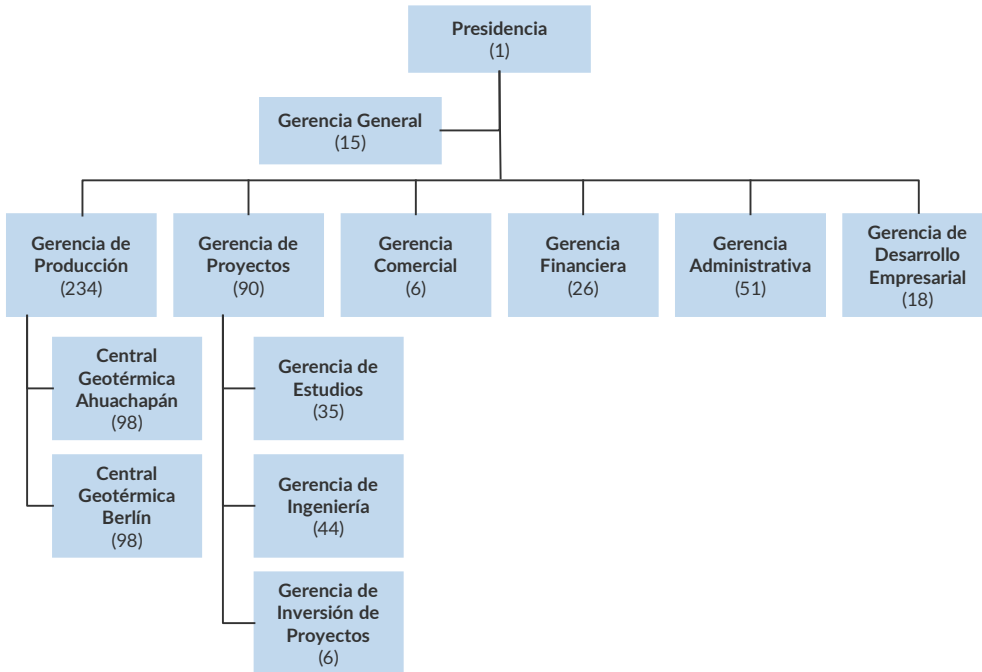 Presidencia
(1)
Gerencia General
(15)
Gerencia de
Producción
(234)
Gerencia de
Proyectos
(90)
Gerencia
Comercial
(6)
Gerencia
Financiera
(26)
Gerencia
Administrativa
(51)
Gerencia de
Desarrollo
Empresarial
(18)
Central
Geotérmica
Ahuachapán
(98)
Central
Geotérmica
Berlín
(98)
Gerencia de
Estudios
(35)
Gerencia de
Ingeniería
(44)
Gerencia de
Inversión de
Proyectos
(6)